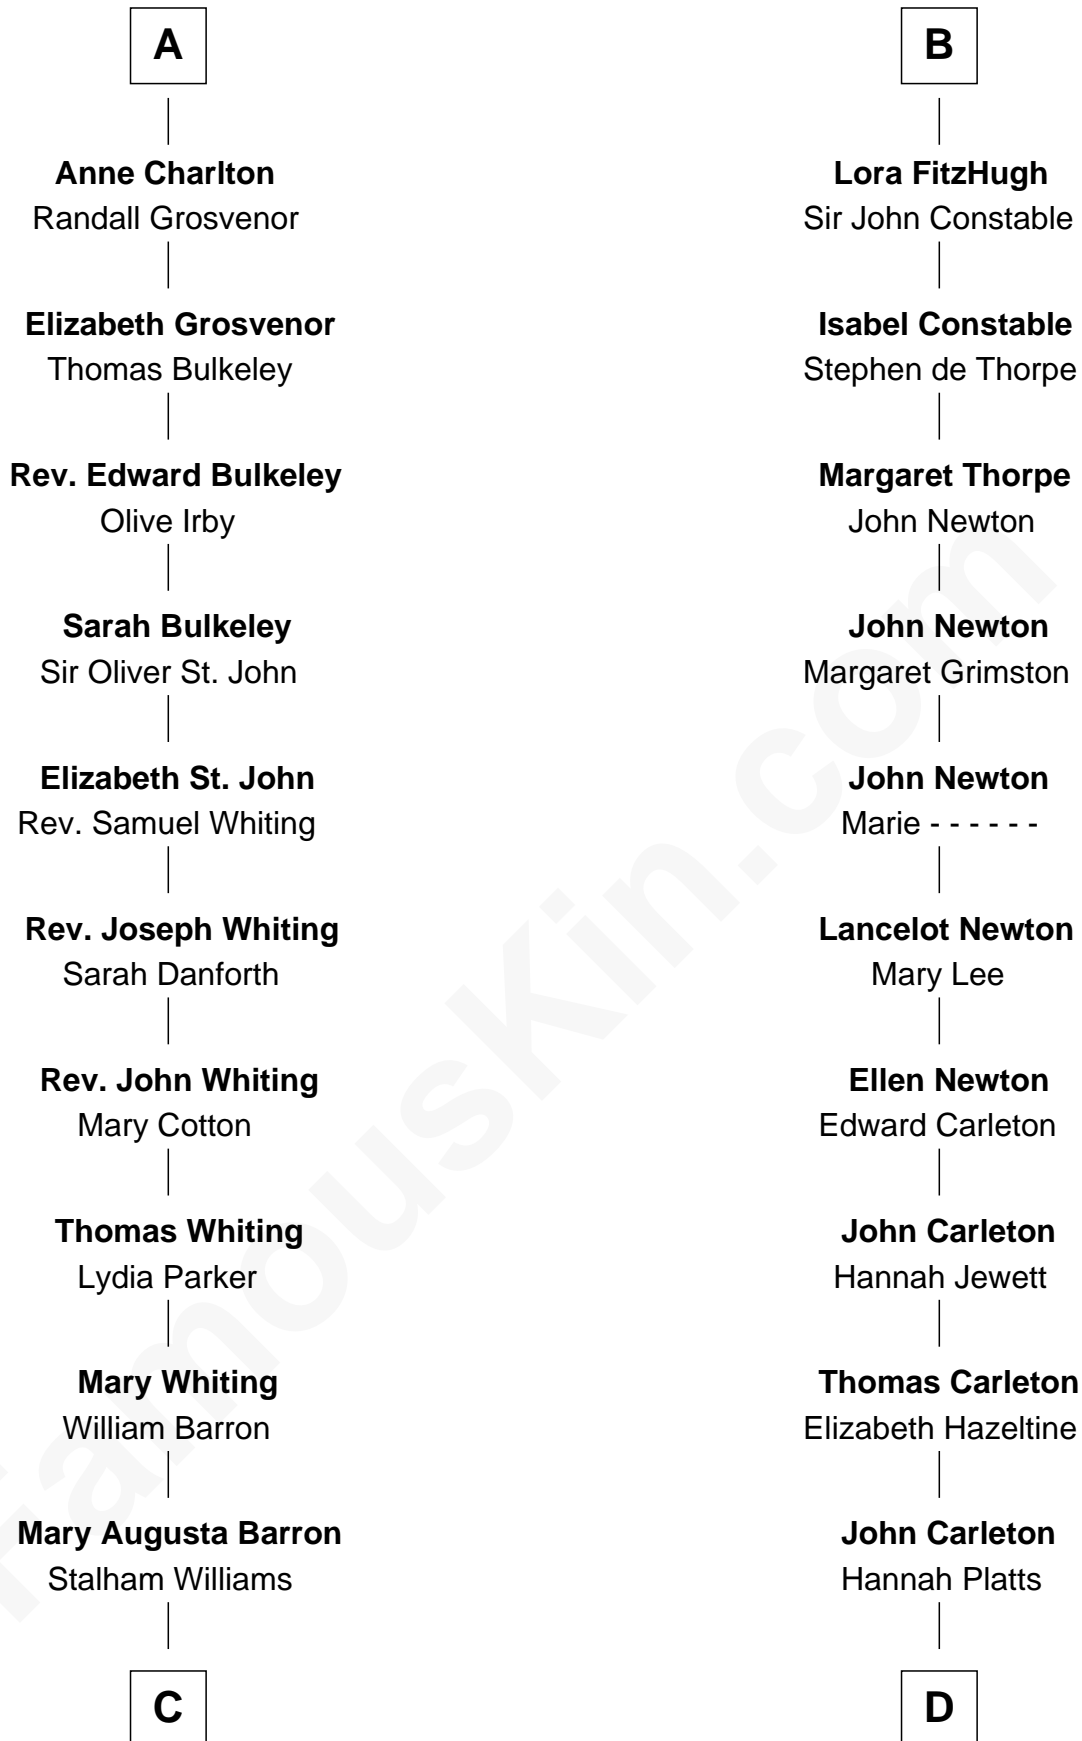 A
Anne Charlton
Randall Grosvenor
Elizabeth Grosvenor
Thomas Bulkeley
Rev. Edward Bulkeley
Olive Irby
Sarah Bulkeley
Sir Oliver St. John
Elizabeth St. John
Rev. Samuel Whiting
Rev. Joseph Whiting
Sarah Danforth
Rev. John Whiting
Mary Cotton
Thomas Whiting
Lydia Parker
Mary Whiting
William Barron
Mary Augusta Barron
Stalham Williams
C
B
Lora FitzHugh
Sir John Constable
Isabel Constable
Stephen de Thorpe
Margaret Thorpe
John Newton
John Newton
Margaret Grimston
John Newton
Marie - - - - - -
Lancelot Newton
Mary Lee
Ellen Newton
Edward Carleton
John Carleton
Hannah Jewett
Thomas Carleton
Elizabeth Hazeltine
John Carleton
Hannah Platts
D
FamousKin.com